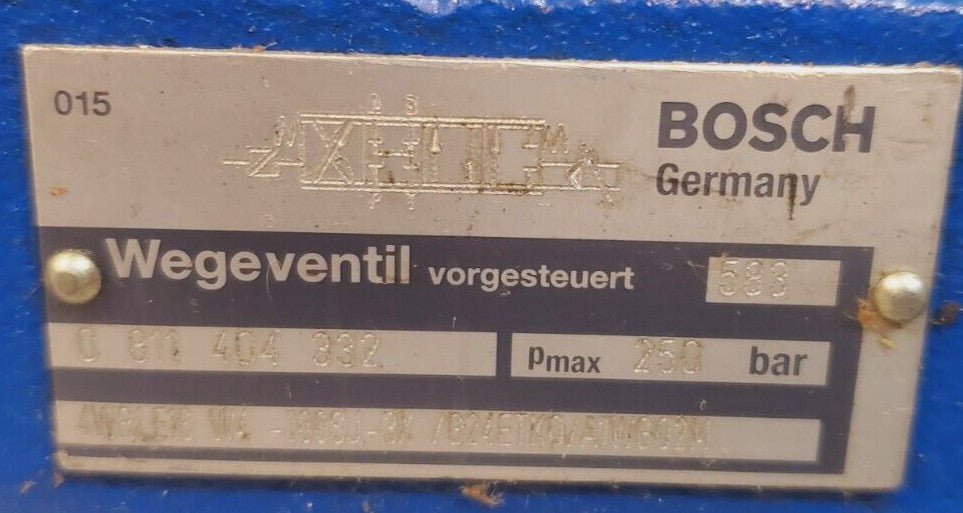 015
BOSCH
Germany
Wegeventil vorgesteuert 583
0 811 404 332
pmax 250 bar